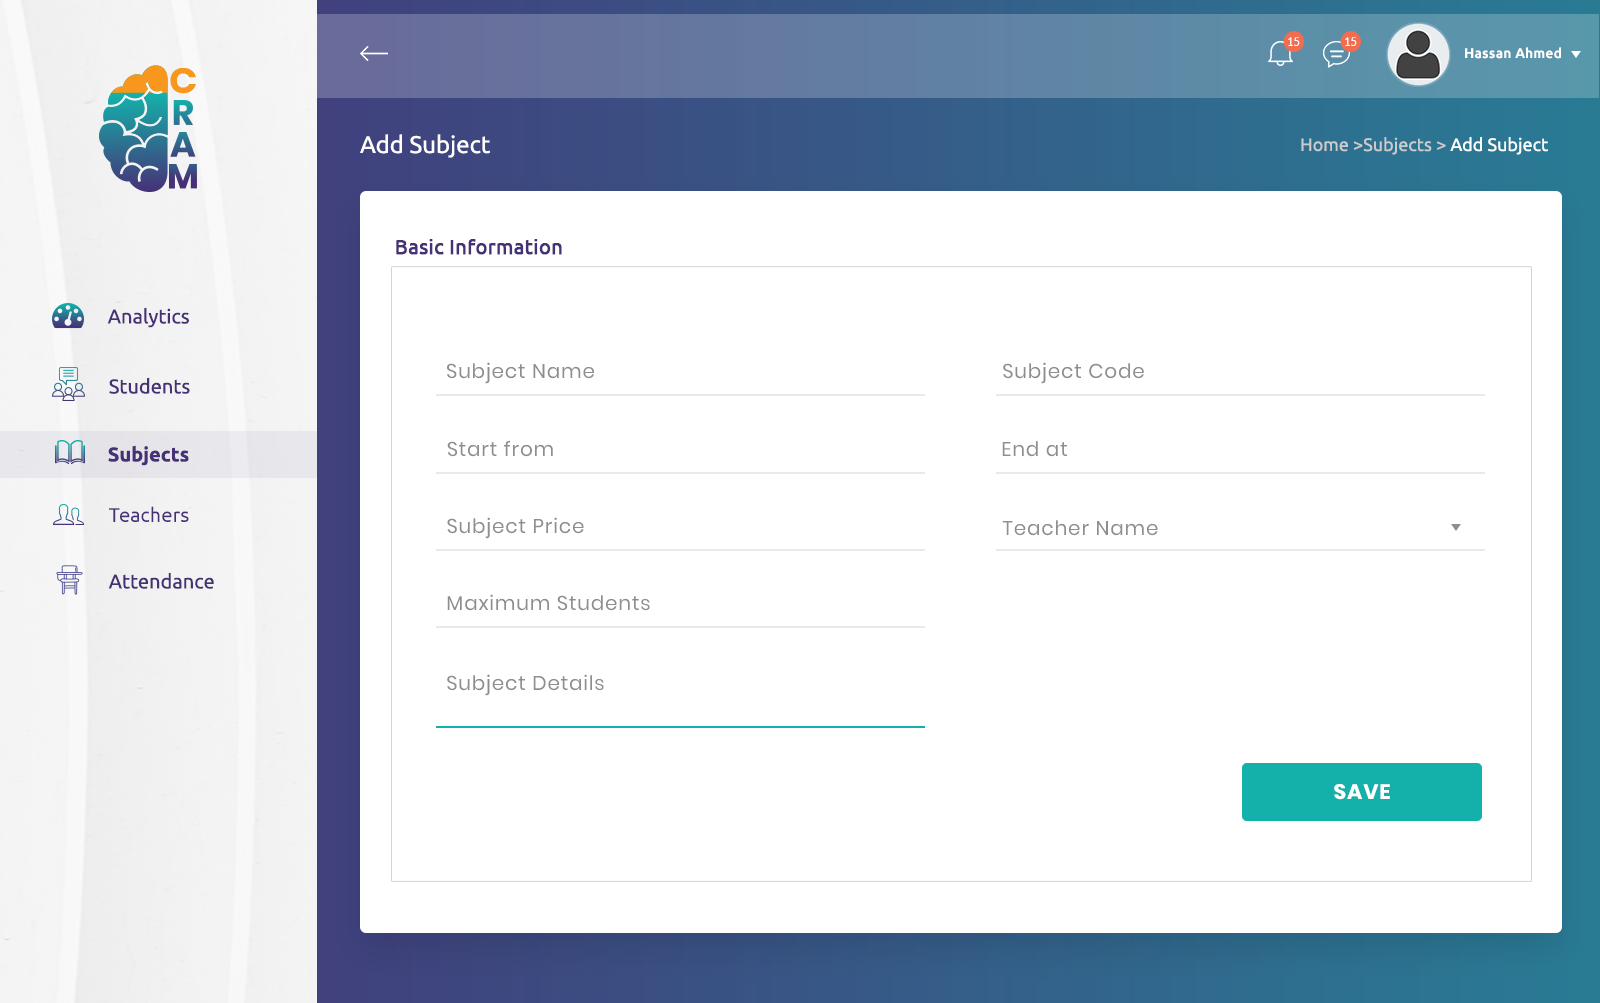 C
R
A
M
Analytics
Students
Subjects
Teachers
Attendance
15
15
Hassan Ahmed
Add Subject
Home >Subjects > Add Subject
Basic Information
Subject Name
Subject Code
Start from
End at
Subject Price
Teacher Name
Maximum Students
Subject Details
SAVE